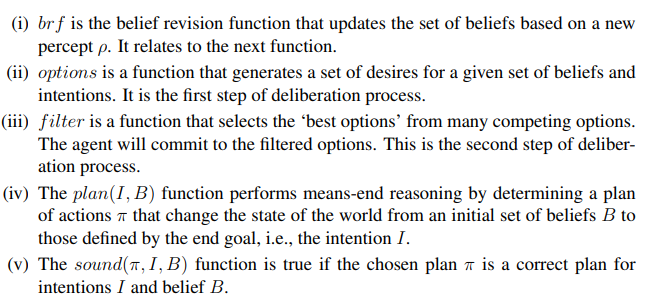 (i) brf is the belief revision function that updates the set of beliefs based on a new
percept ρ. It relates to the next function.
(ii) options is a function that generates a set of desires for a given set of beliefs and
intentions. It is the first step of deliberation process.
(iii) filter is a function that selects the ‘best options’ from many competing options.
The agent will commit to the filtered options. This is the second step of deliber-
ation process.
(iv) The plan(I, B) function performs means-end reasoning by determining a plan
of actions π that change the state of the world from an initial set of beliefs B to
those defined by the end goal, i.e., the intention I.
(v) The sound(π, I, B) function is true if the chosen plan π is a correct plan for
intentions I and belief B.